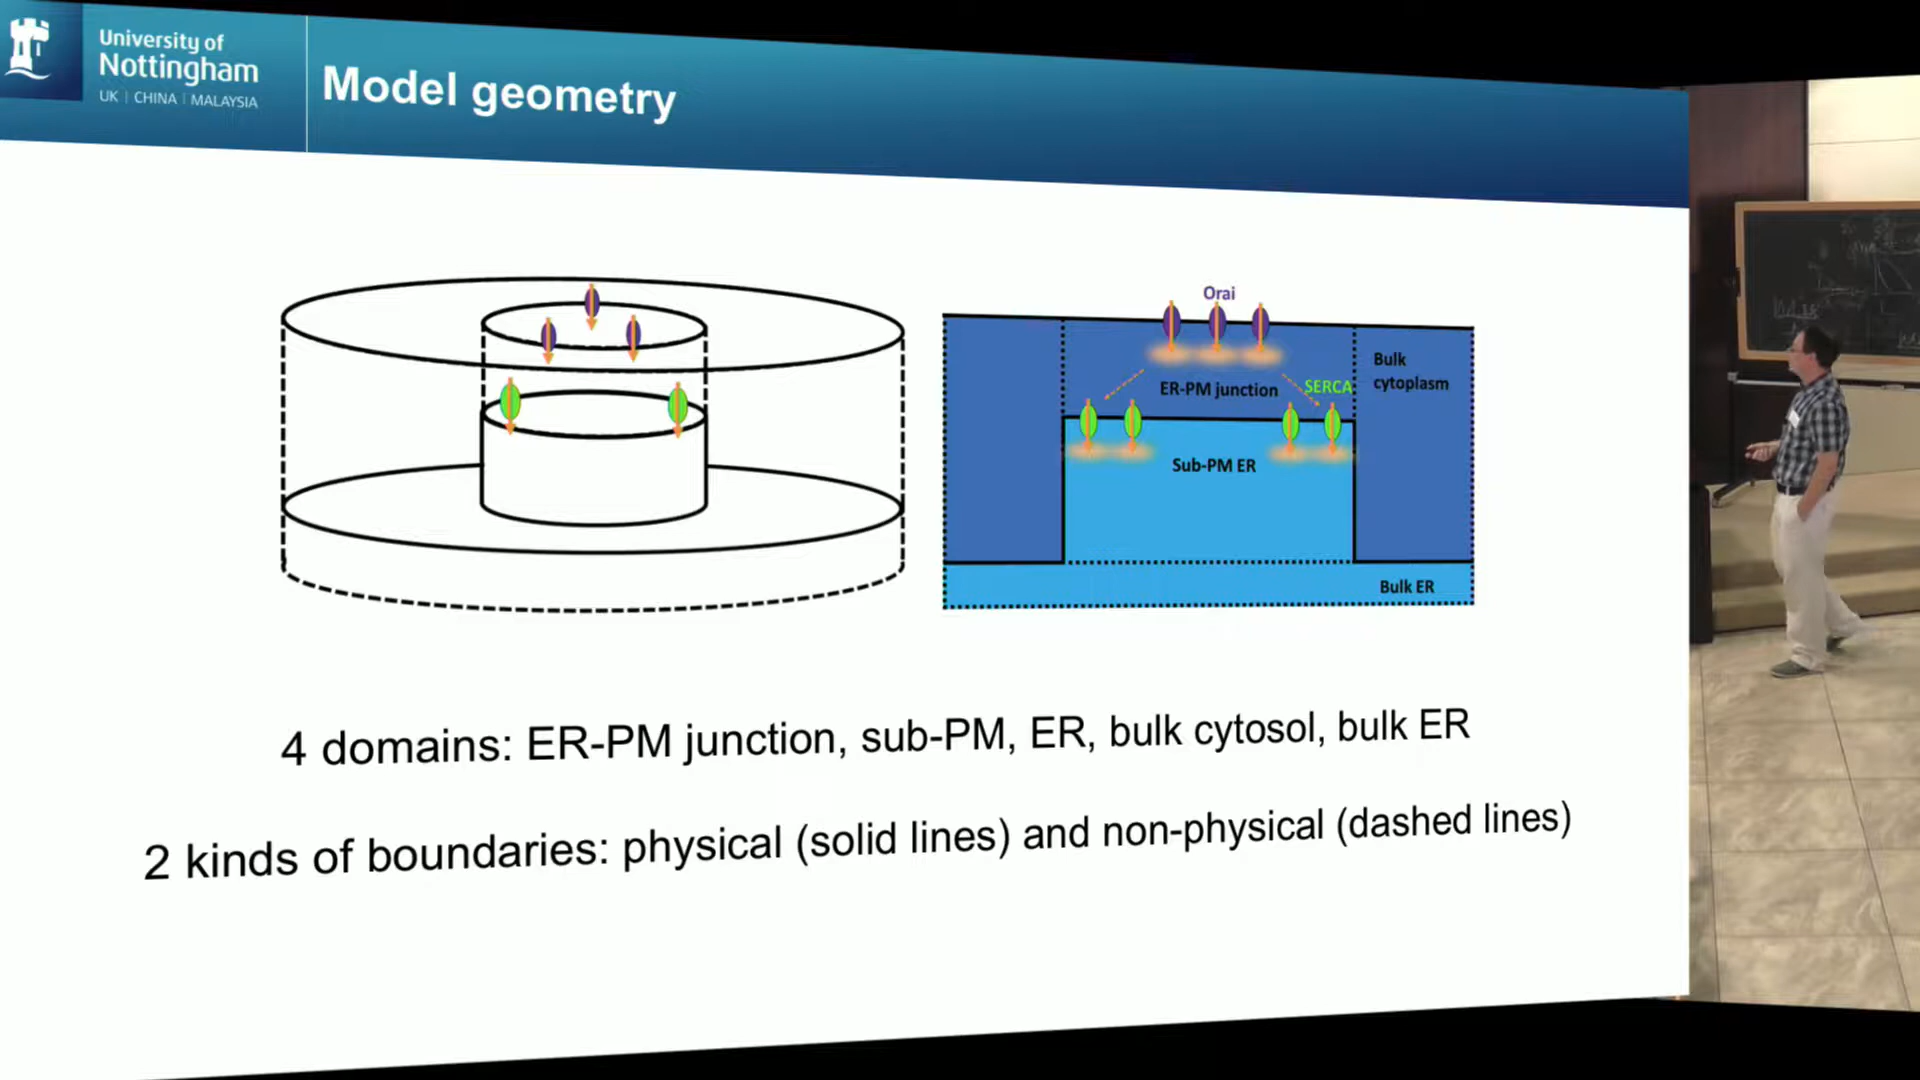 University of
Nottingham
UK | CHINA | MALAYSIA
Model geometry
Orai
Bulk
cytoplasm
ER-PM junction
SERCA
Sub-PM ER
Bulk ER
4 domains: ER-PM junction, sub-PM, ER, bulk cytosol, bulk ER
2 kinds of boundaries: physical (solid lines) and non-physical (dashed lines)